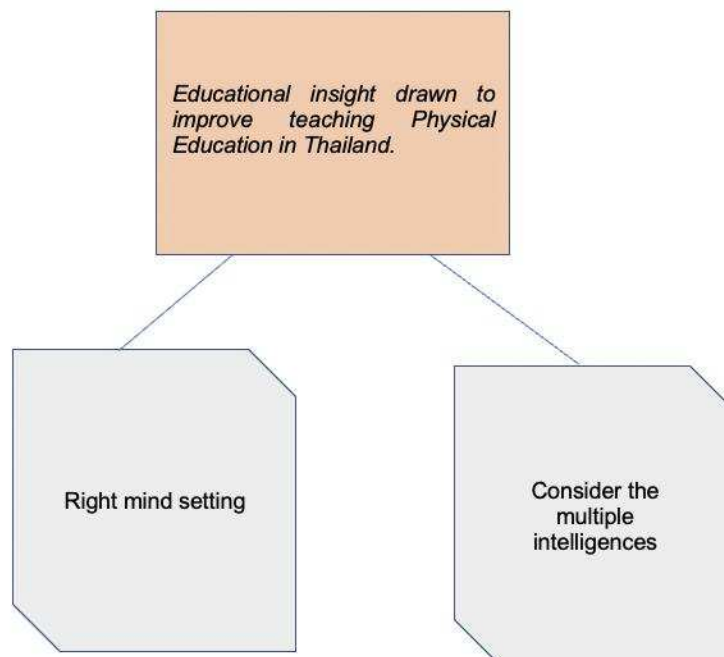 Educational insight drawn to
improve teaching Physical
Education in Thailand.
Right mind setting
Consider the
multiple
intelligences